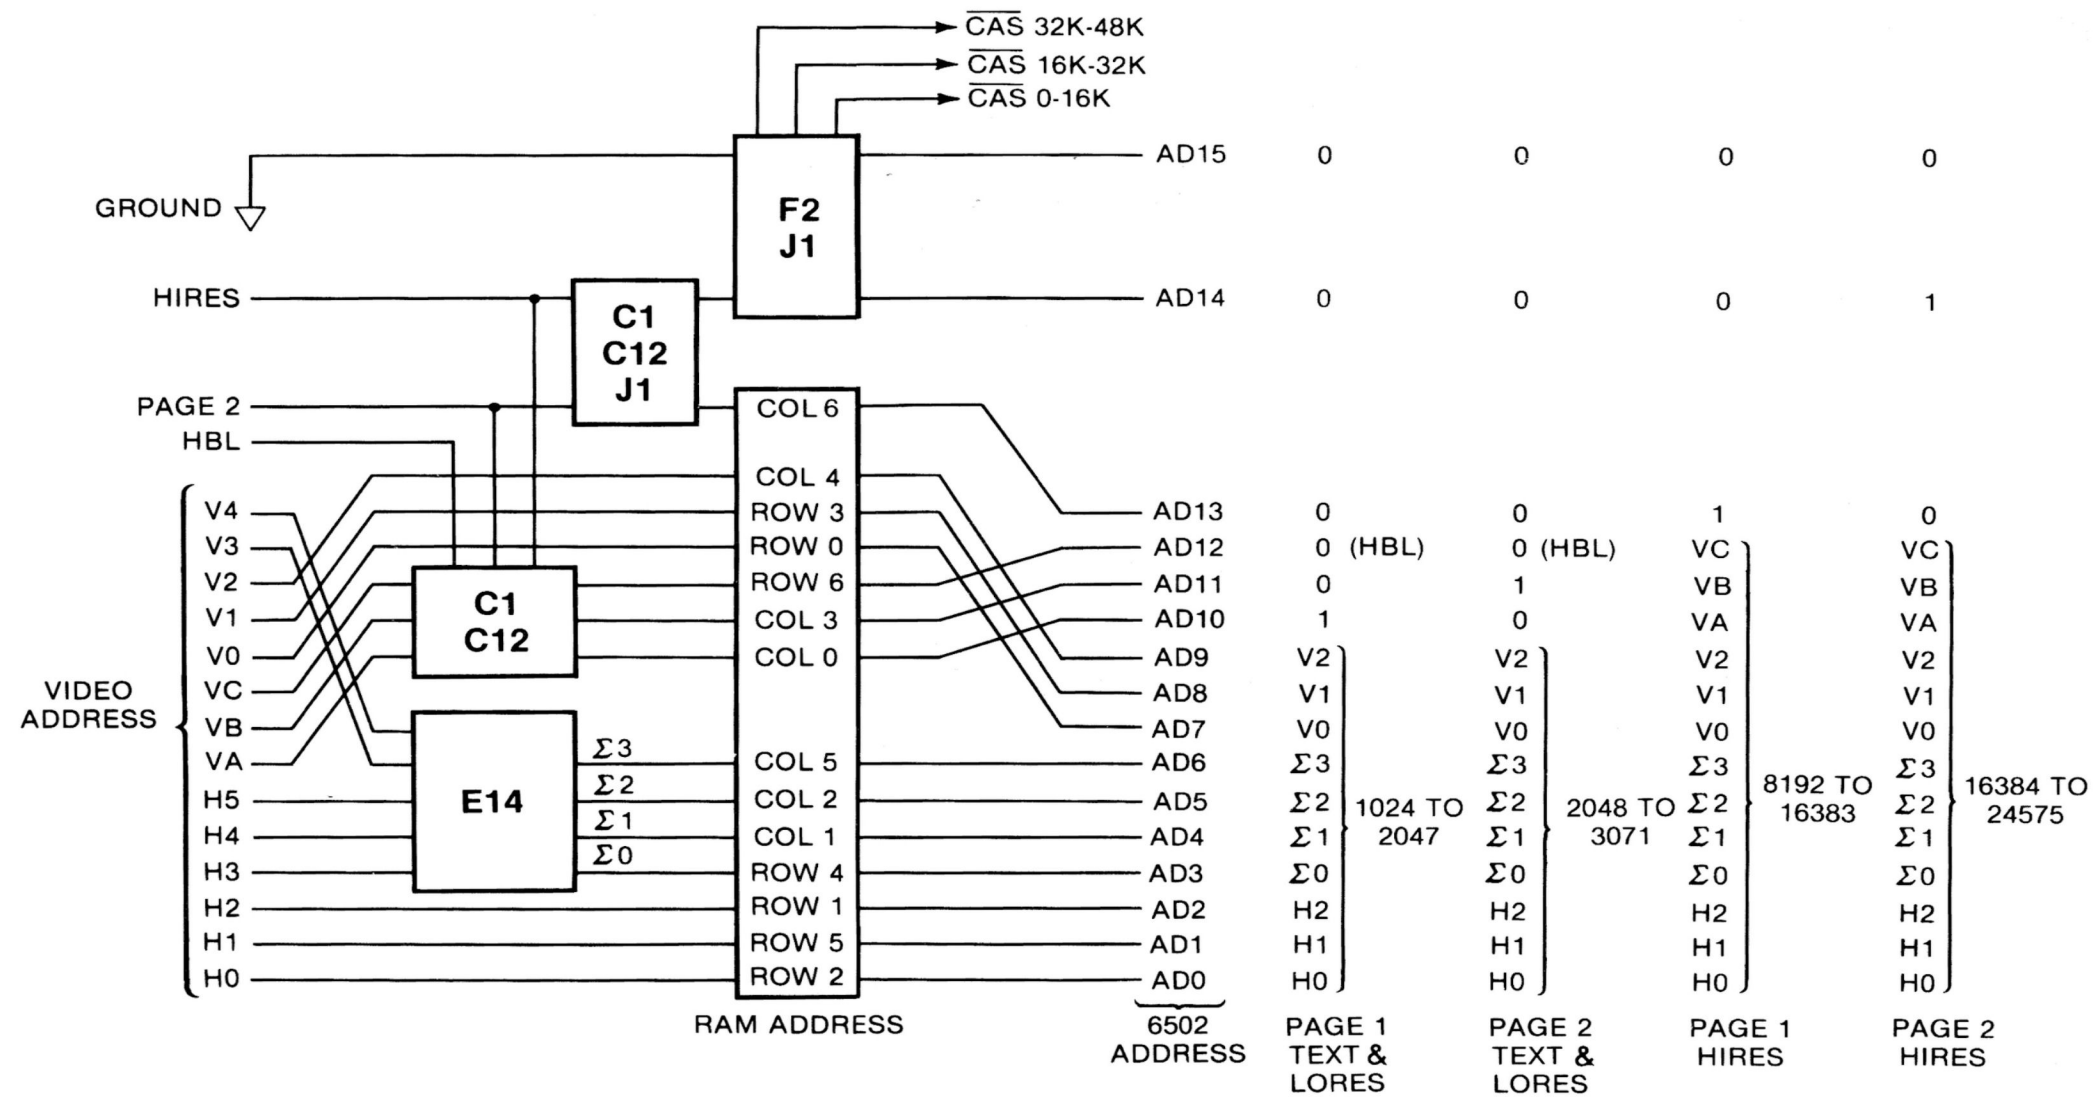 CAS 32K-48K
CAS 16K-32K
CAS 0-16K
AD15 0 0 0 0
GROUND
F2
J1
HIRES
AD14 0 0 0 1
C1
C12
J1
PAGE 2
COL 6
HBL
COL 4
V4
ROW 3
AD13 0 0 1 0
V3
ROW 0
AD12 0 (HBL) 0 (HBL) VC VC
V2
ROW 6
AD11 0 1 VB VB
V1
C1
C12
COL 3
AD10 1 0 VA VA
V0
COL 0
AD9 V2 V2 V2 V2
VC
AD8 V1 V1 V1 V1
VIDEO
ADDRESS
VB
AD7 V0 V0 V0 V0
VA
Σ3
COL 5
AD6 Σ3 Σ3 Σ3 Σ3
H5
E14
Σ2
COL 2
AD5 Σ2 Σ2 Σ2 Σ2
1024 TO
2047
2048 TO
3071
8192 TO
16383
16384 TO
24575
H4
Σ1
COL 1
AD4 Σ1 Σ1 Σ1 Σ1
H3
Σ0
ROW 4
AD3 Σ0 Σ0 Σ0 Σ0
H2
ROW 1
AD2 H2 H2 H2 H2
H1
ROW 5
AD1 H1 H1 H1 H1
H0
ROW 2
AD0 H0 H0 H0 H0
RAM ADDRESS
6502
ADDRESS
PAGE 1
TEXT &
LORES
PAGE 2
TEXT &
LORES
PAGE 1
HIRES
PAGE 2
HIRES